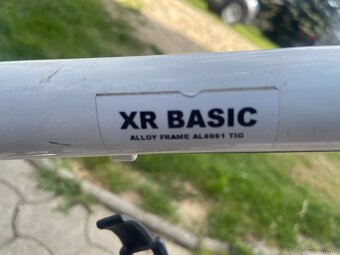 XR BASIC
ALLOY FRAME AL6061 TIG